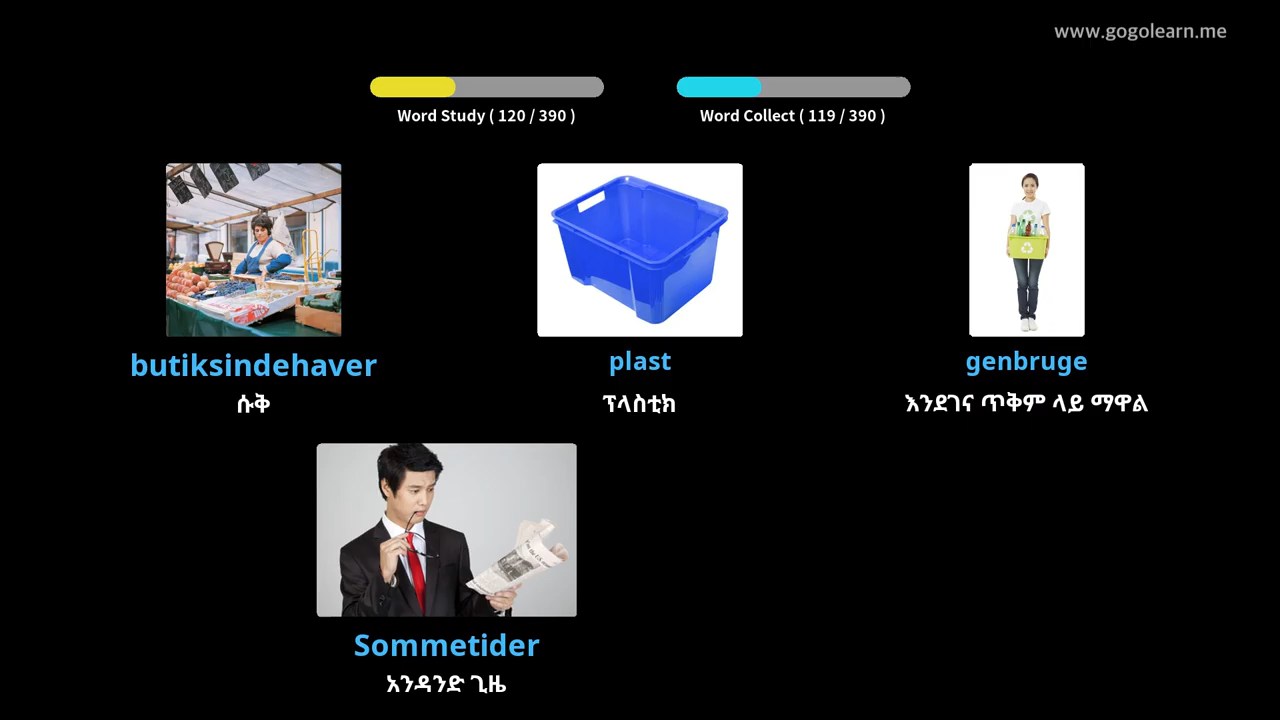 www.gogolearn.me
Word Study ( 120 / 390 )
Word Collect ( 119 / 390 )
butiksindehaver
ሱቅ
plast
ፕላስቲክ
genbruge
እንደገና ጥቅም ላይ ማዋል
Sommetider
አንዳንድ ጊዜ